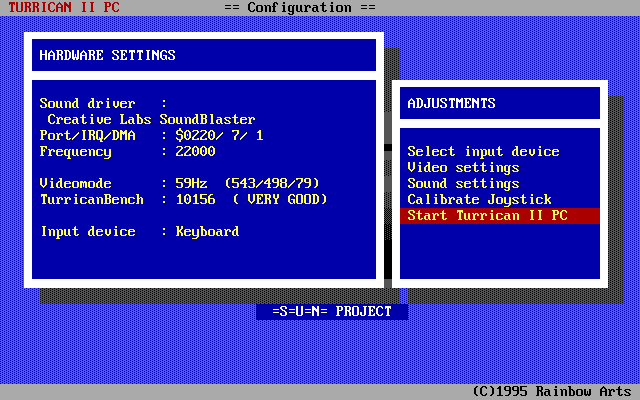 TURRICAN II PC == Configuration ==
HARDWARE SETTINGS
Sound driver :
Creative Labs SoundBlaster
Port/IRQ/DMA : $0220/ 7/ 1
Frequency : 22000
Videomode : 59Hz (543/498/79)
TurricanBench : 10156 ( VERY GOOD)
Input device : Keyboard
ADJUSTMENTS
Select input device
Video settings
Sound settings
Calibrate Joystick
Start Turrican II PC
=S=U=N= PROJECT
(C)1995 Rainbow Arts